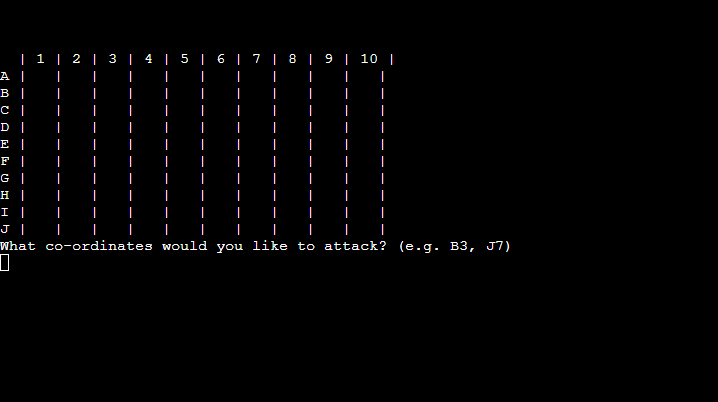 | 1 | 2 | 3 | 4 | 5 | 6 | 7 | 8 | 9 | 10 |
A |   |   |   |   |   |   |   |   |   |   |
B |   |   |   |   |   |   |   |   |   |   |
C |   |   |   |   |   |   |   |   |   |   |
D |   |   |   |   |   |   |   |   |   |   |
E |   |   |   |   |   |   |   |   |   |   |
F |   |   |   |   |   |   |   |   |   |   |
G |   |   |   |   |   |   |   |   |   |   |
H |   |   |   |   |   |   |   |   |   |   |
I |   |   |   |   |   |   |   |   |   |   |
J |   |   |   |   |   |   |   |   |   |   |
What co-ordinates would you like to attack? (e.g. B3, J7)